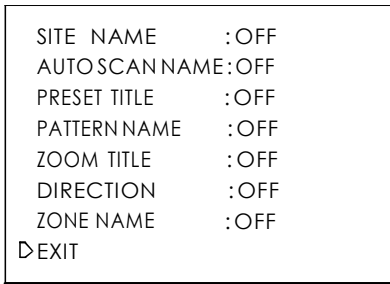 SITE NAME :OFF
AUTO SCAN NAME:OFF
PRESET TITLE :OFF
PATTERN NAME :OFF
ZOOM TITLE :OFF
DIRECTION :OFF
ZONE NAME :OFF
EXIT